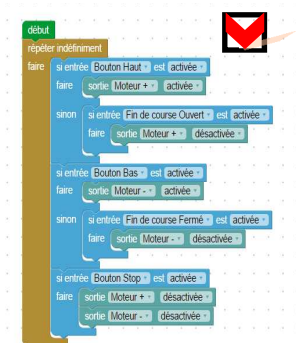 début
répéter indéfiniment
faire si entrée Bouton Haut est activée
faire sortie Moteur + activée
sinon si entrée Fin de course Ouvert est activée
faire sortie Moteur + désactivée
si entrée Bouton Bas est activée
faire sortie Moteur - activée
sinon si entrée Fin de course Fermé est activée
faire sortie Moteur - désactivée
si entrée Bouton Stop est activée
faire sortie Moteur + désactivée
sortie Moteur - désactivée